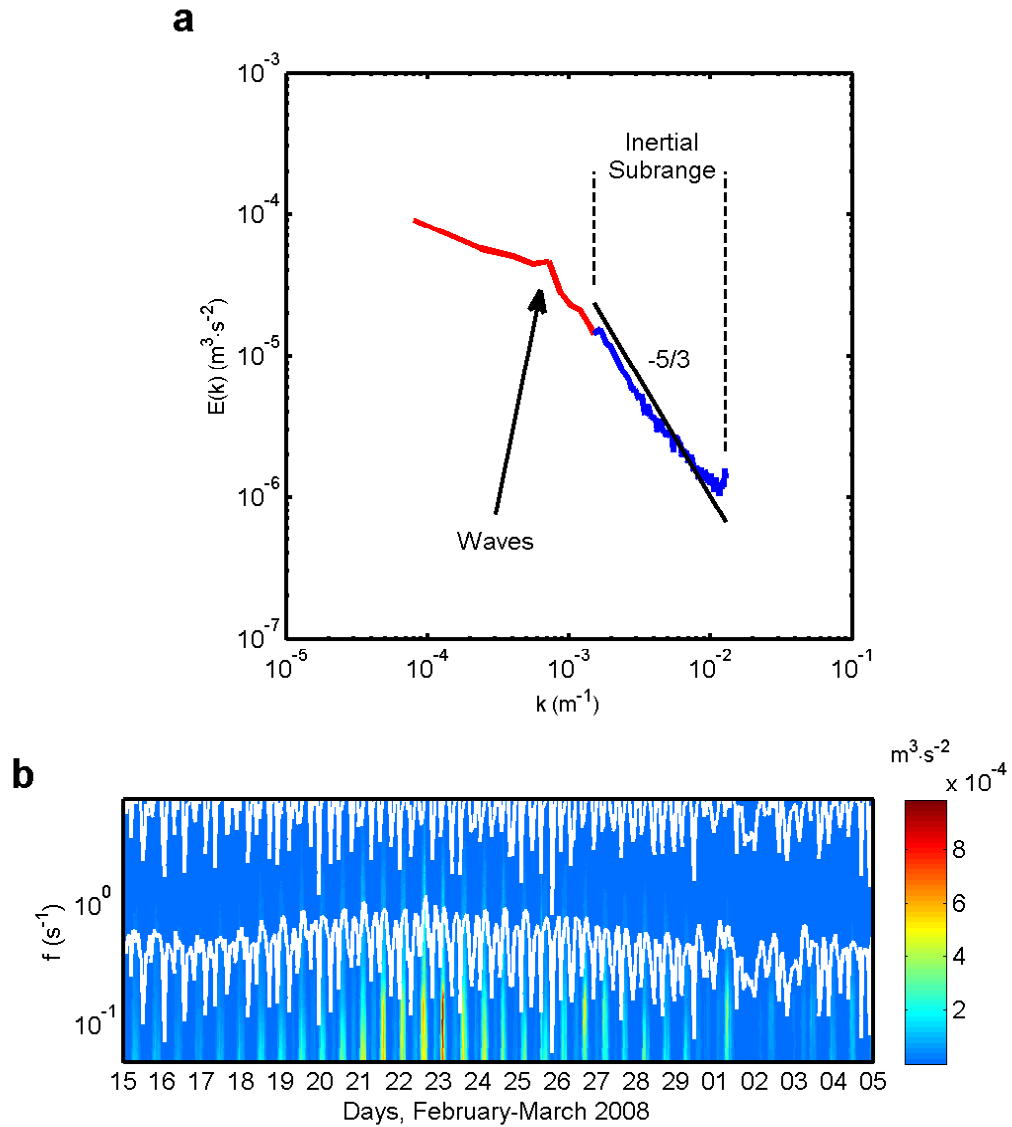 a
10^-3
10^-4
10^-5
10^-6
10^-7
E(k) (m^3·s^-2)
Inertial
Subrange
-5/3
Waves
10^-5 10^-4 10^-3 10^-2 10^-1
k (m^-1)
b
m^3·s^-2
x 10^-4
8
6
4
2
10^0
10^-1
f (s^-1)
15 16 17 18 19 20 21 22 23 24 25 26 27 28 29 01 02 03 04 05
Days, February-March 2008